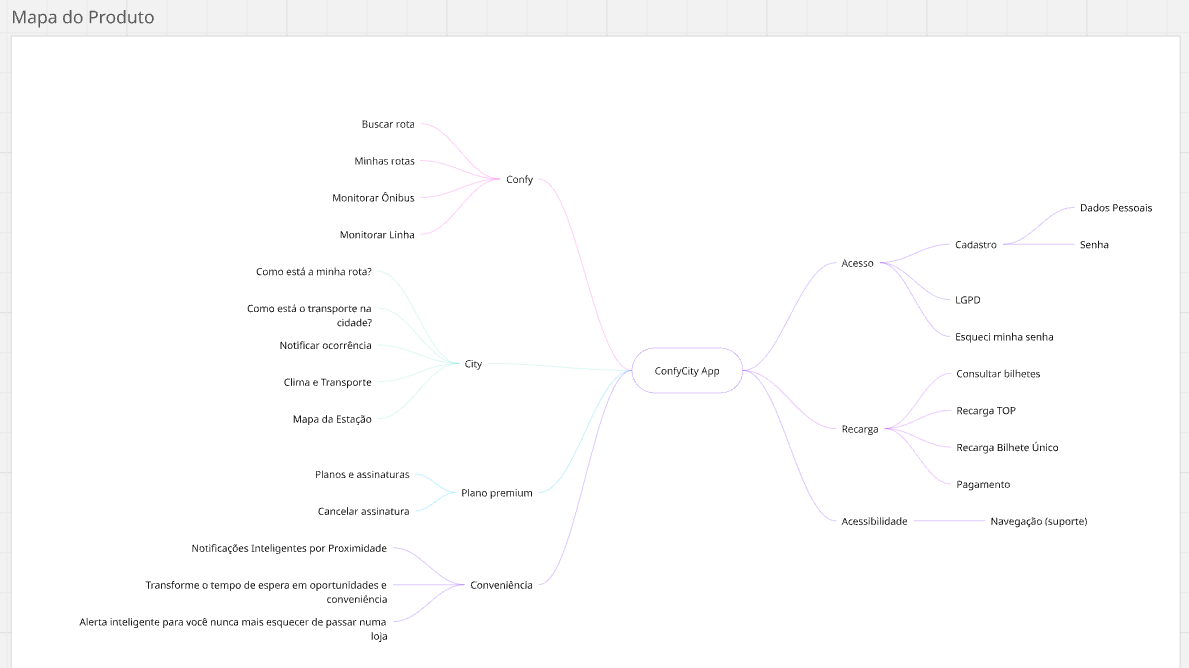 Mapa do Produto
Buscar rota
Minhas rotas
Monitorar Ônibus
Monitorar Linha
Confy
Como está a minha rota?
Como está o transporte na
cidade?
Notificar ocorrência
Clima e Transporte
Mapa da Estação
City
Planos e assinaturas
Cancelar assinatura
Plano premium
Notificações Inteligentes por Proximidade
Transforme o tempo de espera em oportunidades e
conveniência
Alerta inteligente para você nunca mais esquecer de passar numa
loja
Conveniência
ConfyCity App
Acesso
Cadastro
Dados Pessoais
Senha
LGPD
Esqueci minha senha
Recarga
Consultar bilhetes
Recarga TOP
Recarga Bilhete Único
Pagamento
Acessibilidade
Navegação (suporte)